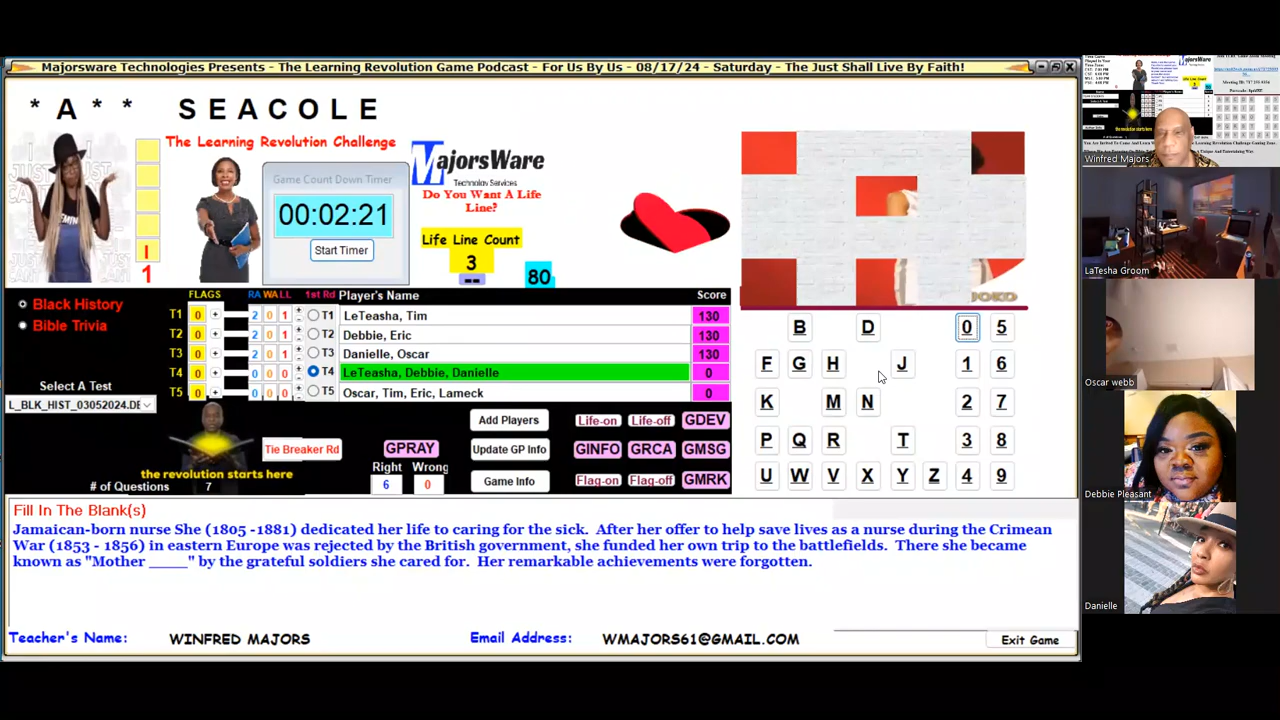 Majorsware Technologies Presents - The Learning Revolution Game Podcast - For Us By Us - 08/17/24 - Saturday - The Just Shall Live By Faith!
* A * * SEACOLE
The Learning Revolution Challenge
MajorsWare
Technology Services
Do You Want A Life
Line?
Game Count Down Timer
00:02:21
Start Timer
Life Line Count
3
--
80
I
1
FLAGS RA WA LL 1st Rd Player's Name Score
Black History
Bible Trivia
T1 0 + 2 0 1 T1 LeTeasha, Tim 130
T2 0 + 2 0 1 T2 Debbie, Eric 130
T3 0 + 2 0 1 T3 Danielle, Oscar 130
T4 0 + 0 0 1 T4 LeTeasha, Debbie, Danielle 0
T5 0 + 0 0 0 T5 Oscar, Tim, Eric, Lameck 0
Select A Test
L_BLK_HIST_03052024.DE
the revolution starts here
# of Questions 7
Tie Breaker Rd
GPRAY
Right Wrong
6 0
Add Players Life-on Life-off GDEV
Update GP Info GINFO GRCA GMSG
Game Info Flag-on Flag-off GMRK
B D 0 5
F G H J 1 6
K M N 2 7
P Q R T 3 8
U W V X Y Z 4 9
Fill In The Blank(s)
Jamaican-born nurse She (1805 -1881) dedicated her life to caring for the sick. After her offer to help save lives as a nurse during the Crimean
War (1853 - 1856) in eastern Europe was rejected by the British government, she funded her own trip to the battlefields. There she became
known as "Mother ____" by the grateful soldiers she cared for. Her remarkable achievements were forgotten.
Teacher's Name: WINFRED MAJORS Email Address: WMAJORS61@GMAIL.COM Exit Game
Winfred Majors
LaTesha Groom
Oscar webb
Debbie Pleasant
Danielle